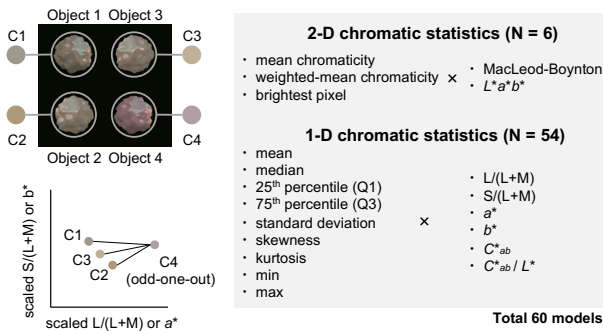 Object 1 Object 3
C1
C3
C2
C4
Object 2 Object 4
scaled S/(L+M) or b*
C1
C3
C2
C4
(odd-one-out)
scaled L/(L+M) or a*
2-D chromatic statistics (N = 6)
· mean chromaticity
· weighted-mean chromaticity
· brightest pixel
×
· MacLeod-Boynton
· L*a*b*
1-D chromatic statistics (N = 54)
· mean
· median
· 25th percentile (Q1)
· 75th percentile (Q3)
· standard deviation
· skewness
· kurtosis
· min
· max
×
· L/(L+M)
· S/(L+M)
· a*
· b*
· C*ab
· C*ab / L*
Total 60 models